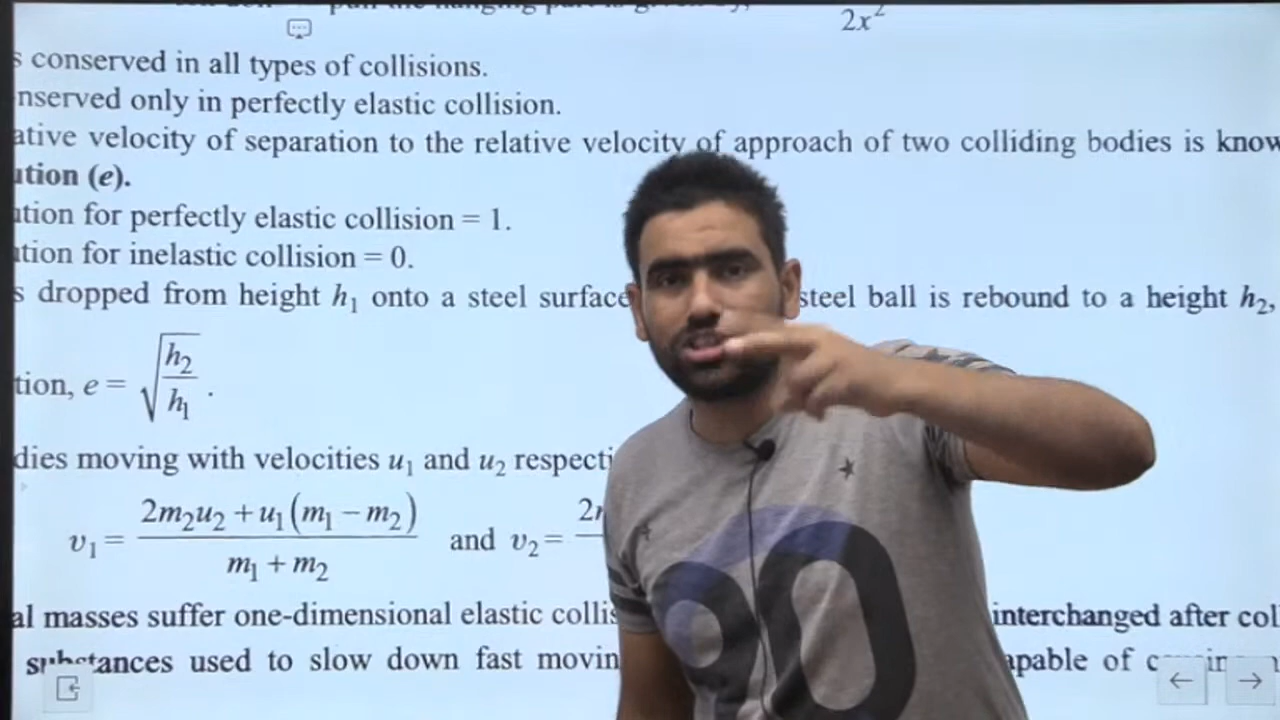 2x²
conserved in all types of collisions.
nserved only in perfectly elastic collision.
ative velocity of separation to the relative velocity of approach of two colliding bodies is know
ution (e).
ution for perfectly elastic collision = 1.
ution for inelastic collision = 0.
s dropped from height h₁ onto a steel surface steel ball is rebound to a height h₂,
tion, e = √(h₂/h₁) .
dies moving with velocities u₁ and u₂ respecti
υ₁ = (2m₂u₂ + u₁(m₁ − m₂))/(m₁ + m₂) and υ₂ =
al masses suffer one-dimensional elastic collis interchanged after col
substances used to slow down fast movin apable of
90